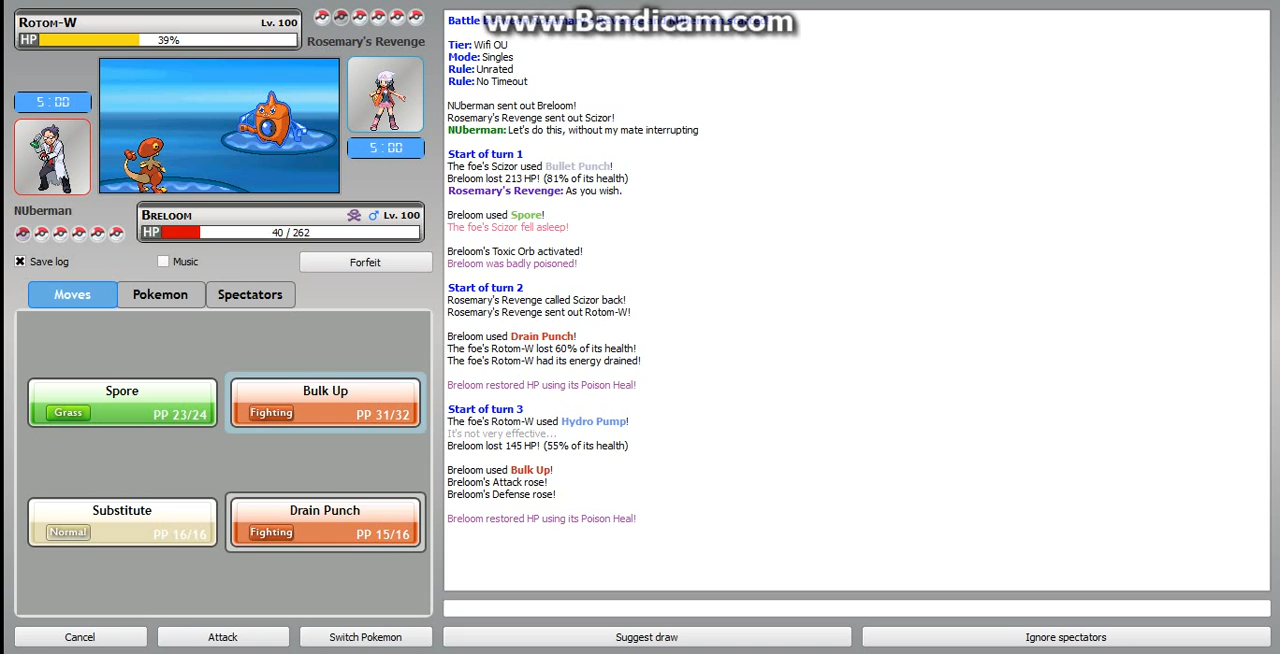 www.Bandicam.com
Rotom-W Lv. 100
HP 39%
Rosemary's Revenge
5:00
5:00
NUberman
Breloom ♂ Lv. 100
HP 40 / 262
Save log
Music
Forfeit
Moves
Pokemon
Spectators
Spore
Grass PP 23/24
Bulk Up
Fighting PP 31/32
Substitute
Normal PP 16/16
Drain Punch
Fighting PP 15/16
Cancel
Attack
Switch Pokemon
Battle
Tier: Wifi OU
Mode: Singles
Rule: Unrated
Rule: No Timeout
NUberman sent out Breloom!
Rosemary's Revenge sent out Scizor!
NUberman: Let's do this, without my mate interrupting
Start of turn 1
The foe's Scizor used Bullet Punch!
Breloom lost 213 HP! (81% of its health)
Rosemary's Revenge: As you wish.
Breloom used Spore!
The foe's Scizor fell asleep!
Breloom's Toxic Orb activated!
Breloom was badly poisoned!
Start of turn 2
Rosemary's Revenge called Scizor back!
Rosemary's Revenge sent out Rotom-W!
Breloom used Drain Punch!
The foe's Rotom-W lost 60% of its health!
The foe's Rotom-W had its energy drained!
Breloom restored HP using its Poison Heal!
Start of turn 3
The foe's Rotom-W used Hydro Pump!
It's not very effective...
Breloom lost 145 HP! (55% of its health)
Breloom used Bulk Up!
Breloom's Attack rose!
Breloom's Defense rose!
Breloom restored HP using its Poison Heal!
Suggest draw
Ignore spectators